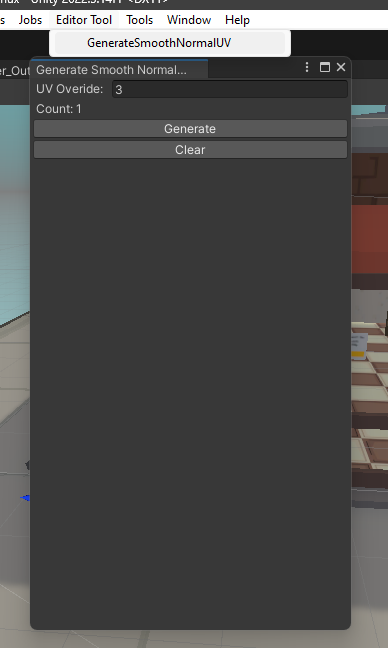 Unity 2022.3.14f1 <DX11>
s Jobs Editor Tool Tools Window Help
GenerateSmoothNormalUV
er_Out
Generate Smooth Normal...
UV Overide: 3
Count: 1
Generate
Clear